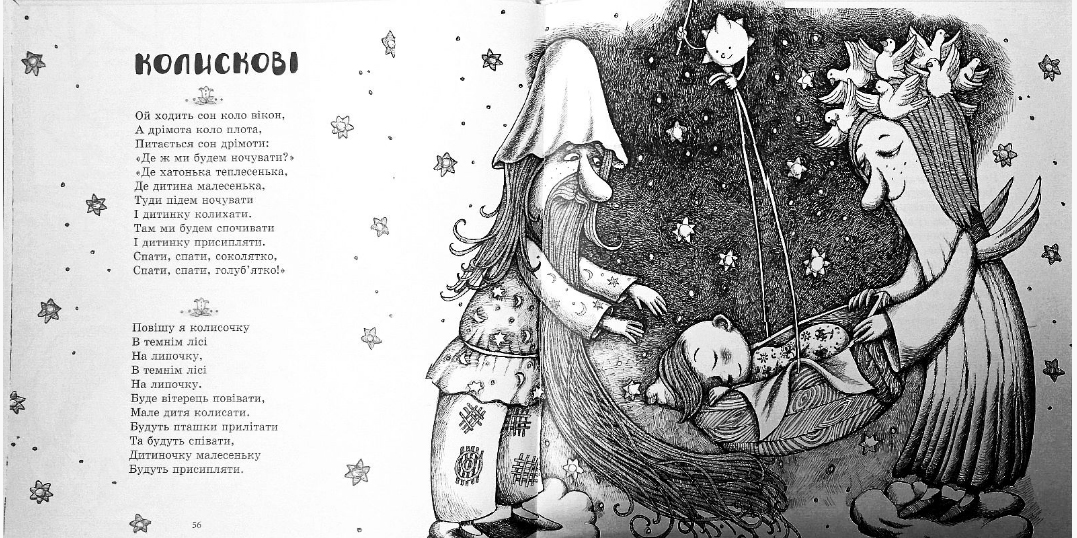 КОЛИСКОВІ
Ой ходить сон коло вікон,
А дрімота коло плота,
Питається сон дрімоти:
«Де ж ми будем ночувати?»
«Де хатонька теплесенька,
Де дитина малесенька,
Туди підем ночувати
І дитинку колихати.
Там ми будем спочивати
І дитинку присипляти.
Спати, спати, соколятко,
Спати, спати, голуб'ятко!»
Повішу я колисочку
В темнім лісі
На липочку,
В темнім лісі
На липочку.
Буде вітерець повівати,
Мале дитя колисати.
Будуть пташки прилітати
Та будуть співати,
Дитиночку малесеньку
Будуть присипляти.
56